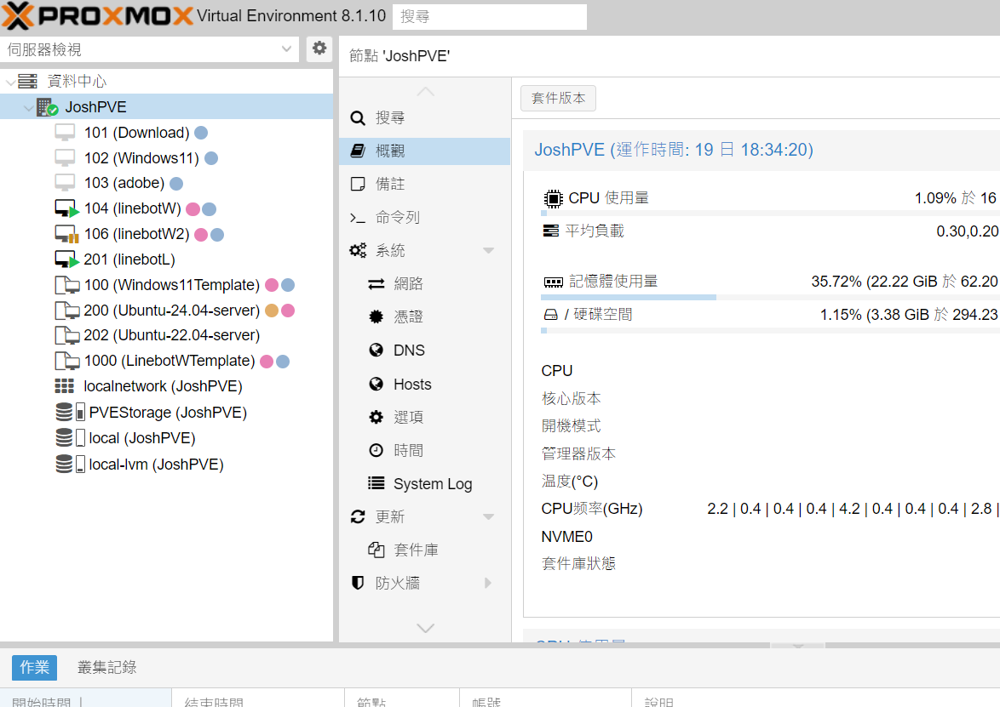 PROXMOX Virtual Environment 8.1.10 搜尋
伺服器檢視
資料中心
JoshPVE
101 (Download)
102 (Windows11)
103 (adobe)
104 (linebotW)
106 (linebotW2)
201 (linebotL)
100 (Windows11Template)
200 (Ubuntu-24.04-server)
202 (Ubuntu-22.04-server)
1000 (LinebotWTemplate)
localnetwork (JoshPVE)
PVEStorage (JoshPVE)
local (JoshPVE)
local-lvm (JoshPVE)
節點 'JoshPVE'
搜尋
概觀
備註
命令列
系統
網路
憑證
DNS
Hosts
選項
時間
System Log
更新
套件庫
防火牆
套件版本
JoshPVE (運作時間: 19 日 18:34:20)
CPU 使用量 1.09% 於 16
平均負載 0.30,0.20
記憶體使用量 35.72% (22.22 GiB 於 62.20
/ 硬碟空間 1.15% (3.38 GiB 於 294.23
CPU
核心版本
開機模式
管理器版本
温度(°C)
CPU频率(GHz) 2.2 | 0.4 | 0.4 | 0.4 | 4.2 | 0.4 | 0.4 | 0.4 | 2.8 |
NVME0
套件庫狀態
CPU 使用量
作業 叢集記錄
開始時間 結束時間 節點 帳號 說明